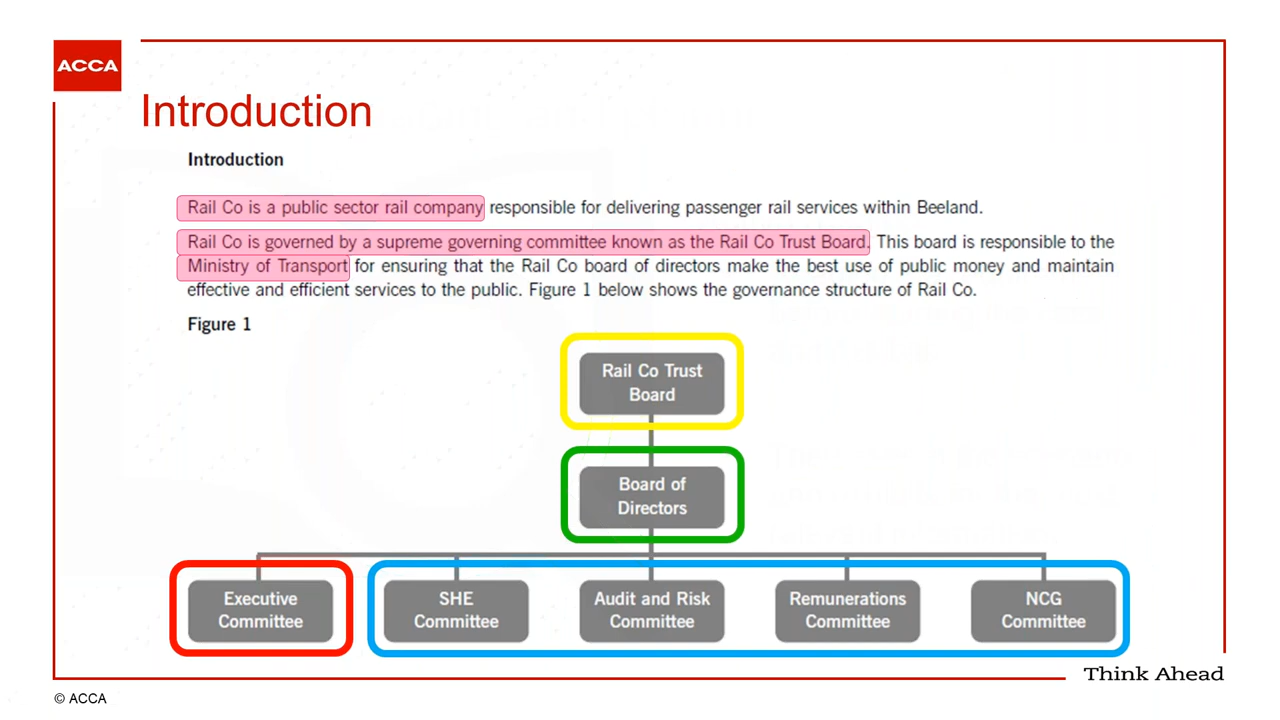 ACCA
Introduction
Introduction
Rail Co is a public sector rail company responsible for delivering passenger rail services within Beeland.
Rail Co is governed by a supreme governing committee known as the Rail Co Trust Board. This board is responsible to the
Ministry of Transport for ensuring that the Rail Co board of directors make the best use of public money and maintain
effective and efficient services to the public. Figure 1 below shows the governance structure of Rail Co.
Figure 1
Rail Co Trust
Board
Board of
Directors
Executive
Committee
SHE
Committee
Audit and Risk
Committee
Remunerations
Committee
NCG
Committee
Think Ahead
© ACCA